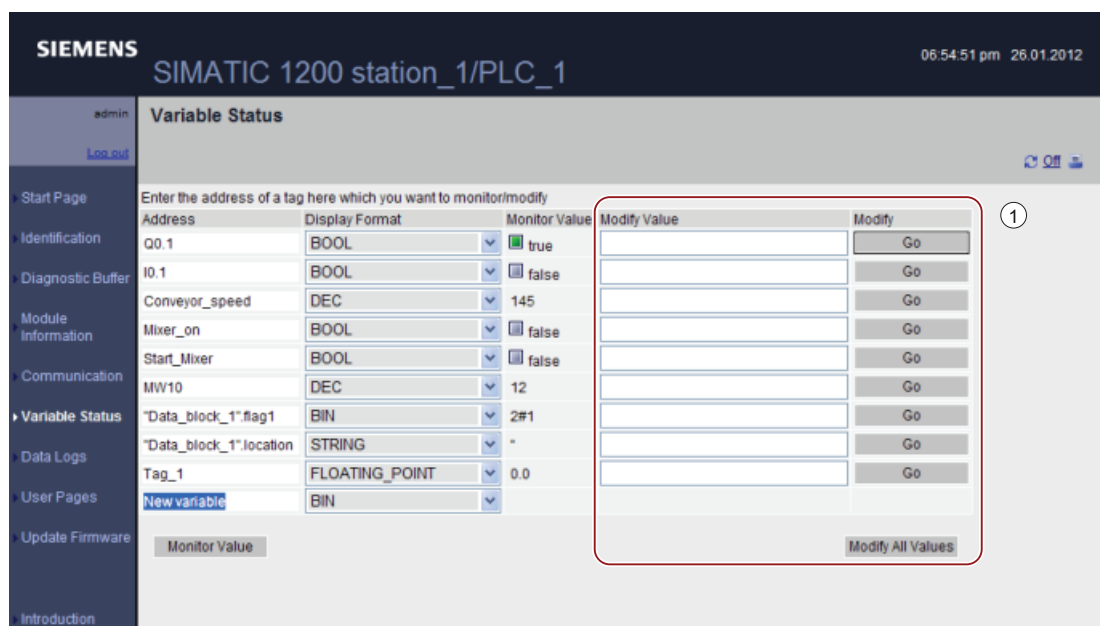 SIEMENS
SIMATIC 1200 station_1/PLC_1
06:54:51 pm 26.01.2012
admin
Log out
Variable Status
Off
Start Page
Identification
Diagnostic Buffer
Module
Information
Communication
Variable Status
Data Logs
User Pages
Update Firmware
Introduction
Enter the address of a tag here which you want to monitor/modify
Address Display Format Monitor Value Modify Value Modify
Q0.1 BOOL true Go
I0.1 BOOL false Go
Conveyor_speed DEC 145 Go
Mixer_on BOOL false Go
Start_Mixer BOOL false Go
MW10 DEC 12 Go
"Data_block_1".flag1 BIN 2#1 Go
"Data_block_1".location STRING " Go
Tag_1 FLOATING_POINT 0.0 Go
New variable BIN
Monitor Value Modify All Values
1